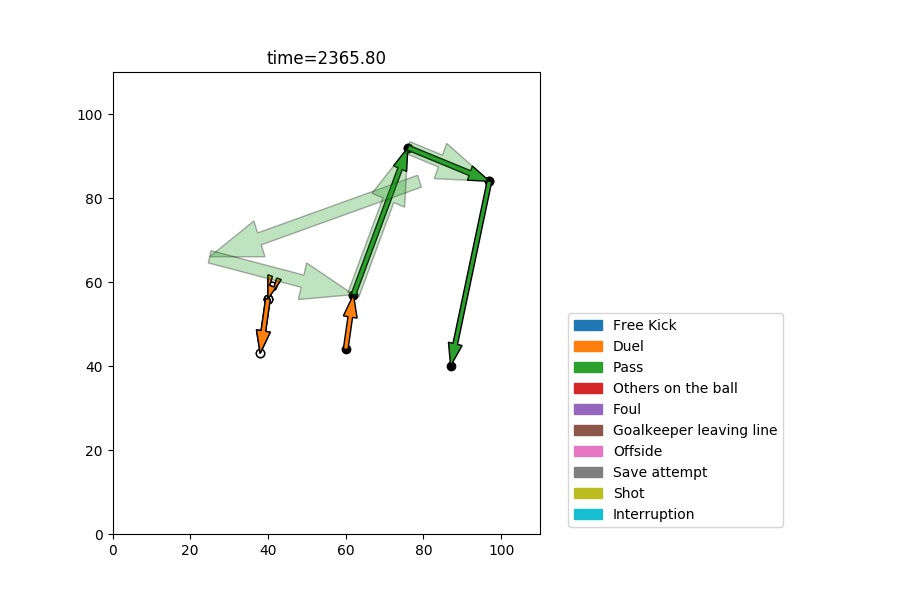 time=2365.80
100
80
60
40
20
0
0 20 40 60 80 100
Free Kick
Duel
Pass
Others on the ball
Foul
Goalkeeper leaving line
Offside
Save attempt
Shot
Interruption